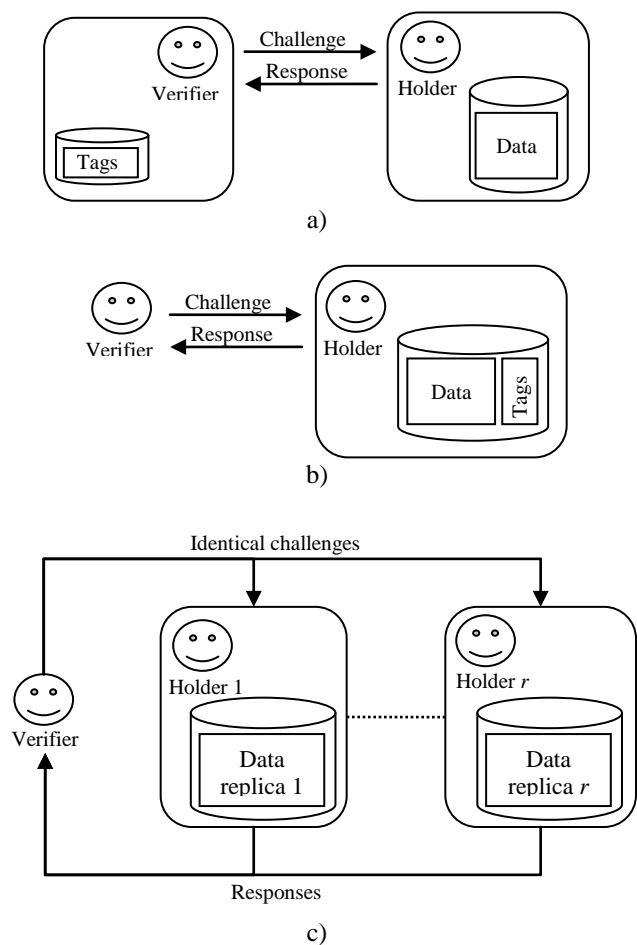 Challenge
Response
Verifier
Holder
Tags
Data
a)
Challenge
Response
Verifier
Holder
Data
Tags
b)
Identical challenges
Holder 1
Holder r
Verifier
Data
replica 1
Data
replica r
Responses
c)